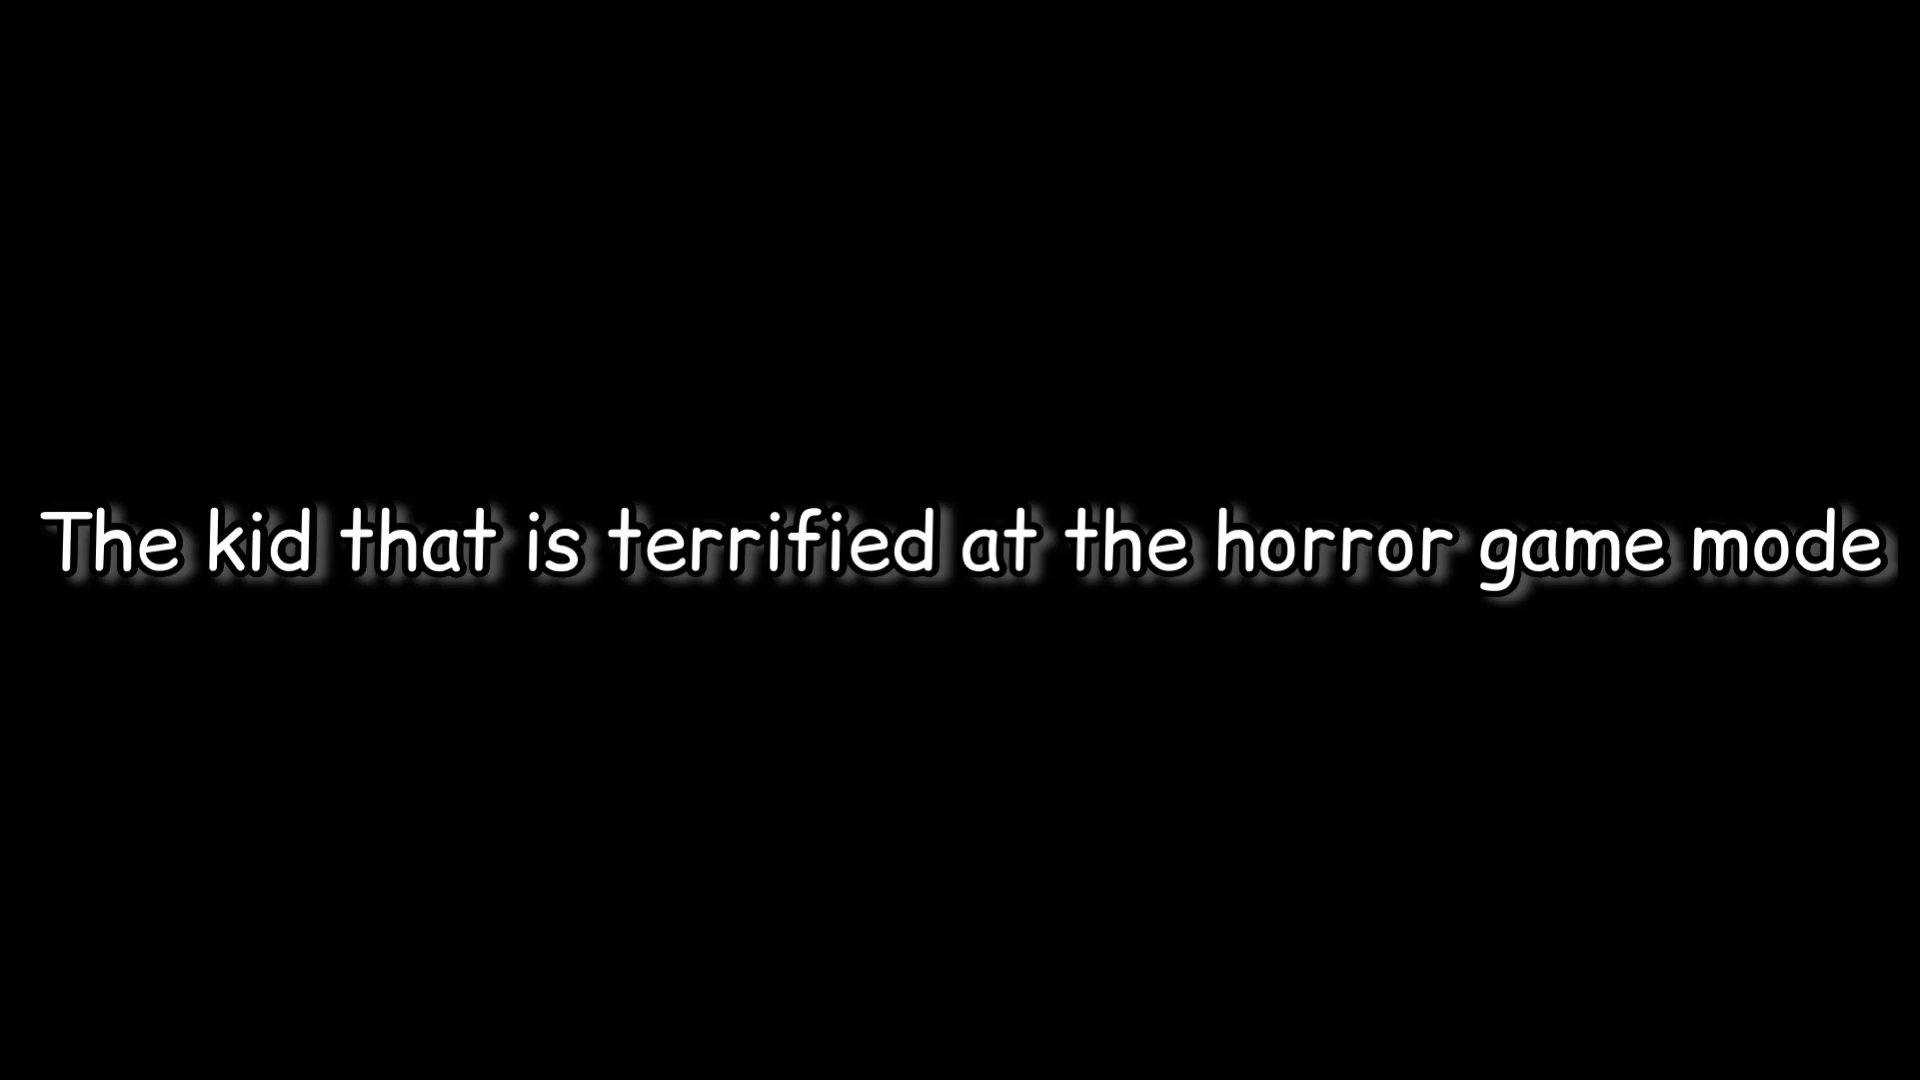 The kid that is terrified at the horror game mode